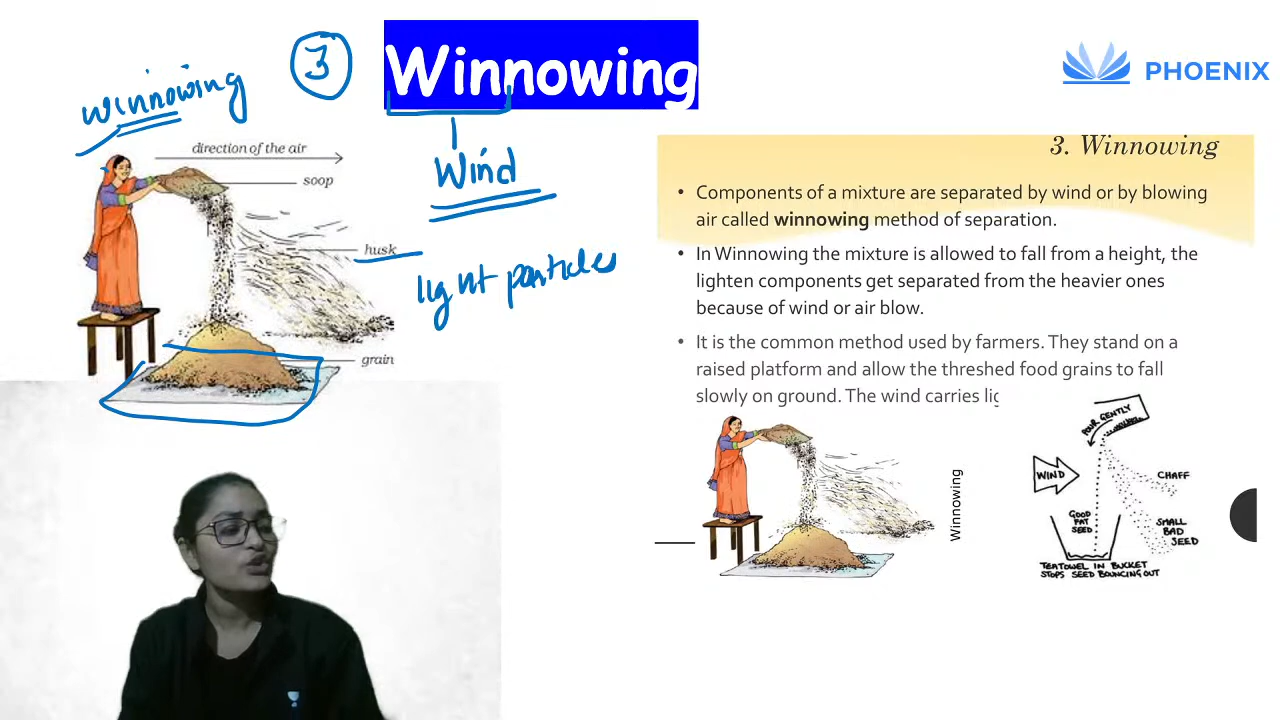 3
Winnowing
winnowing
Wind
light particles
direction of the air
soop
husk
grain
PHOENIX
3. Winnowing
• Components of a mixture are separated by wind or by blowing
air called winnowing method of separation.
• In Winnowing the mixture is allowed to fall from a height, the
lighten components get separated from the heavier ones
because of wind or air blow.
• It is the common method used by farmers. They stand on a
raised platform and allow the threshed food grains to fall
slowly on ground. The wind carries lig
Winnowing
POUR GENTLY
WIND
CHAFF
GOOD
FAT
SEED
SMALL
BAD
SEED
TEATOWEL IN BUCKET
STOPS SEED BOUNCING OUT